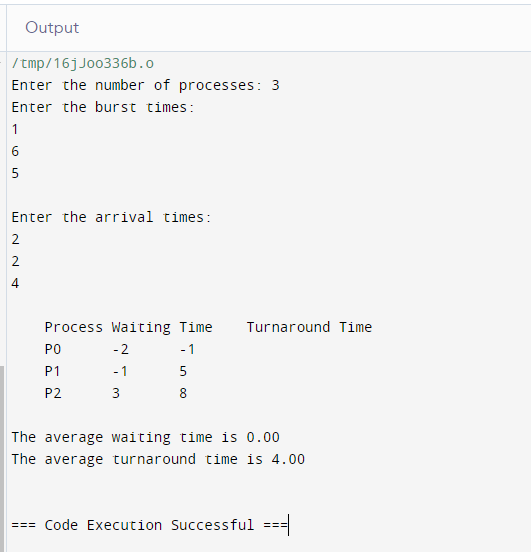 Output
/tmp/16jJoo336b.o
Enter the number of processes: 3
Enter the burst times:
1
6
5
Enter the arrival times:
2
2
4
Process Waiting Time Turnaround Time
P0 -2 -1
P1 -1 5
P2 3 8
The average waiting time is 0.00
The average turnaround time is 4.00
=== Code Execution Successful ===